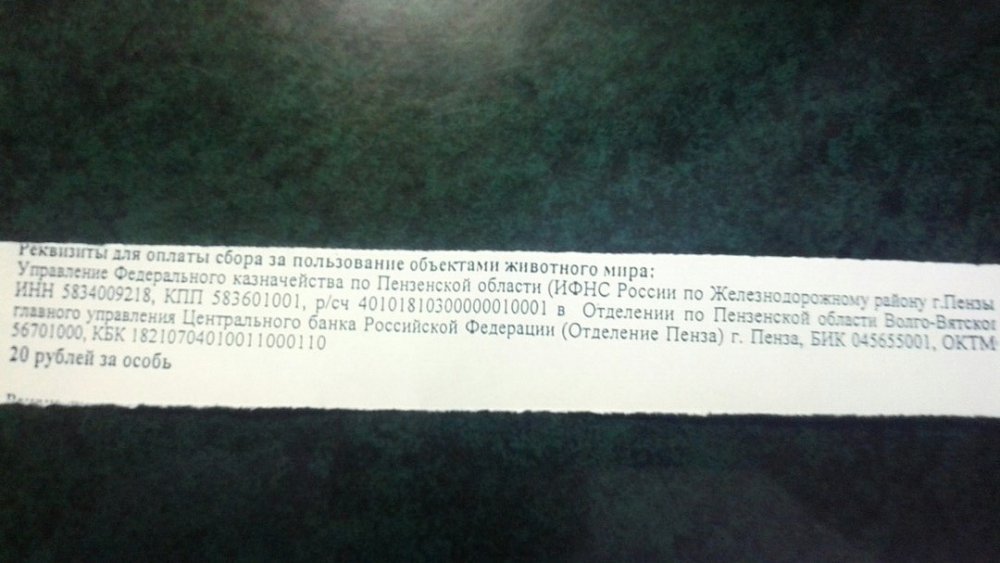 Реквизиты для оплаты сбора за пользование объектами животного мира:
Управление Федерального казначейства по Пензенской области (ИФНС России по Железнодорожному району г.Пензы
ИНН 5834009218, КПП 583601001, р/сч 40101810300000010001 в Отделении по Пензенской области Волго-Вятског
главного управления Центрального банка Российской Федерации (Отделение Пенза) г. Пенза, БИК 045655001, ОКТМ
56701000, КБК 18210704010011000110
20 рублей за особь